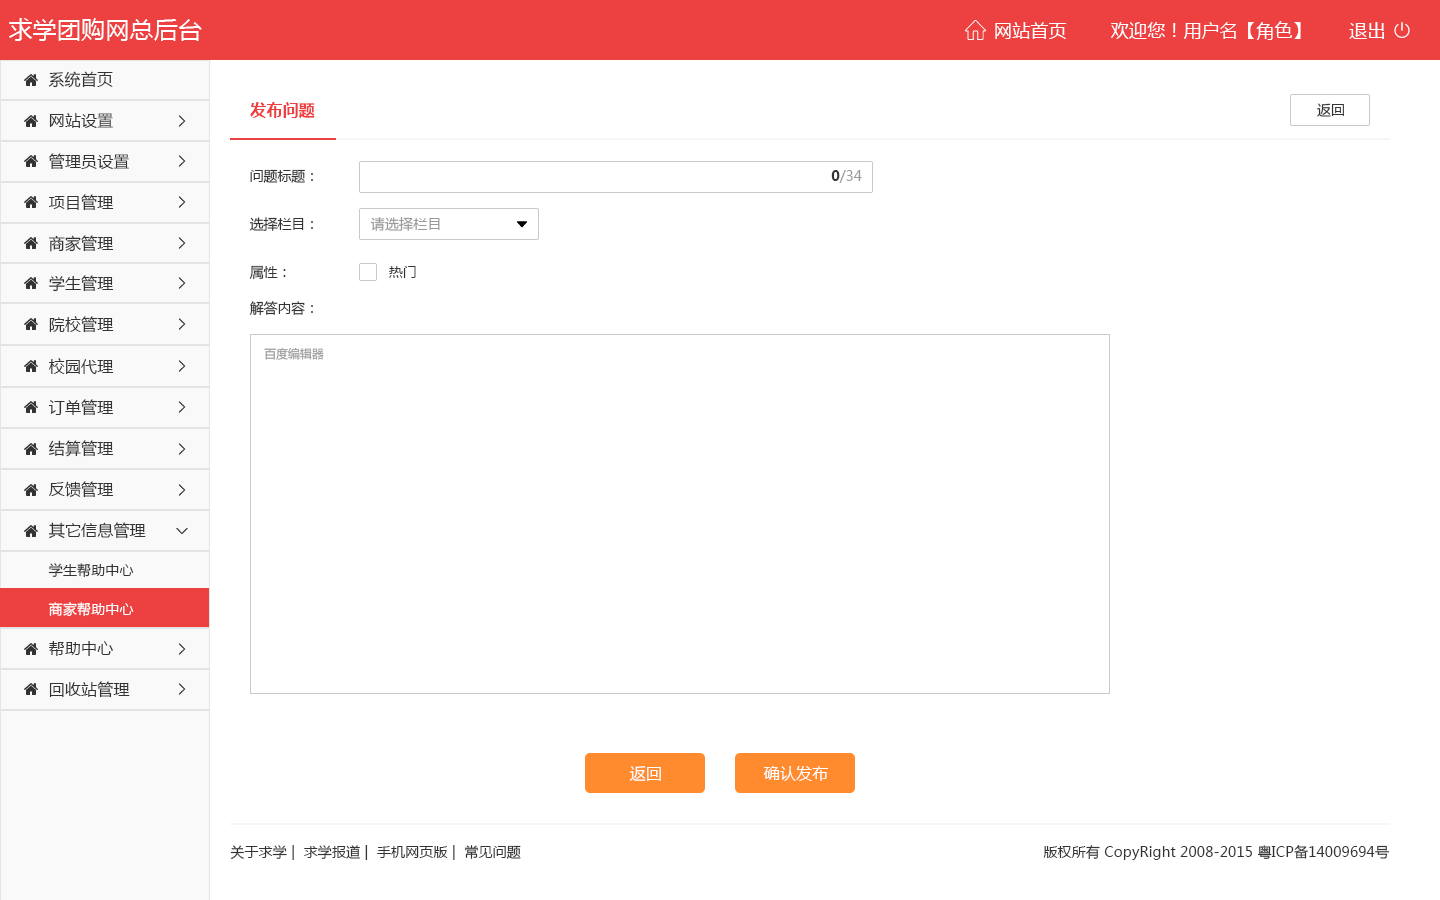 求学团购网总后台
网站首页
欢迎您！用户名【角色】
退出
系统首页
网站设置
管理员设置
项目管理
商家管理
学生管理
院校管理
校园代理
订单管理
结算管理
反馈管理
其它信息管理
学生帮助中心
商家帮助中心
帮助中心
回收站管理
发布问题
返回
问题标题：
0/34
选择栏目：
请选择栏目
属性：
热门
解答内容：
百度编辑器
返回
确认发布
关于求学 | 求学报道 | 手机网页版 | 常见问题
版权所有 CopyRight 2008-2015 粤ICP备14009694号